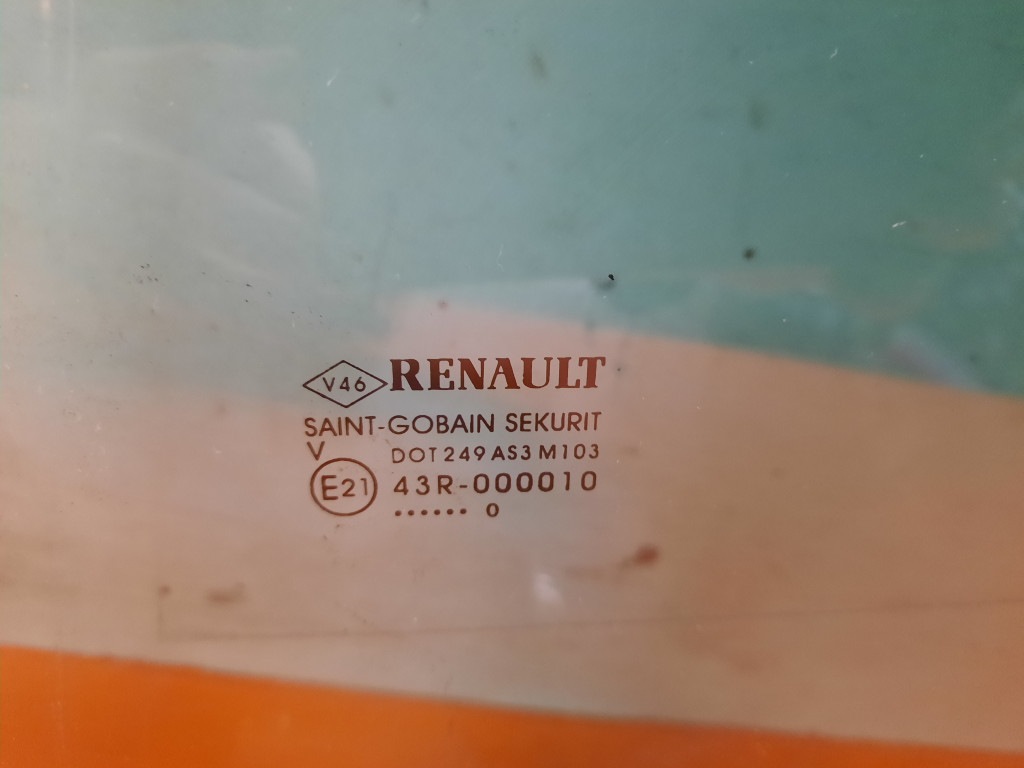 V46 RENAULT
SAINT-GOBAIN SEKURIT
V DOT 249 AS3 M103
E21 43R-000010
...... 0